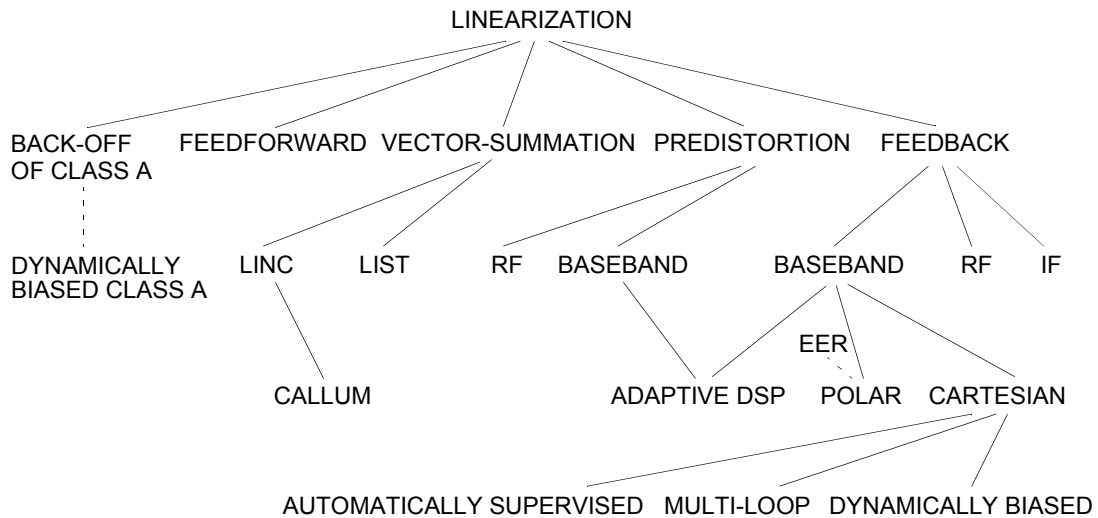 LINEARIZATION
BACK-OFF
OF CLASS A
FEEDFORWARD
VECTOR-SUMMATION
PREDISTORTION
FEEDBACK
DYNAMICALLY
BIASED CLASS A
LINC
LIST
RF
BASEBAND
BASEBAND
RF
IF
EER
CALLUM
ADAPTIVE DSP
POLAR
CARTESIAN
AUTOMATICALLY SUPERVISED
MULTI-LOOP
DYNAMICALLY BIASED